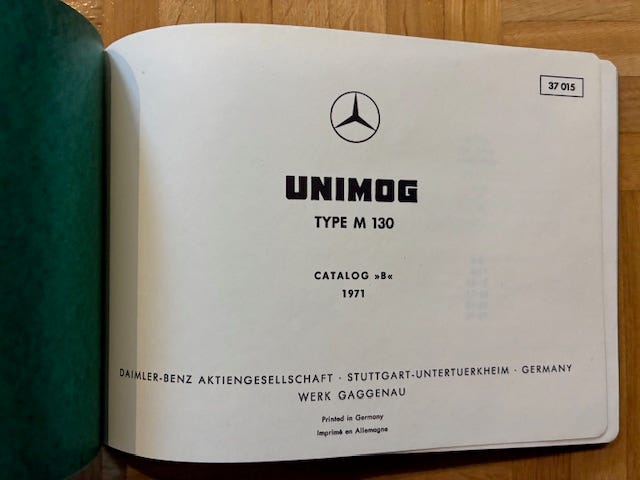 37 015
UNIMOG
TYPE M 130
CATALOG »B«
1971
DAIMLER-BENZ AKTIENGESELLSCHAFT · STUTTGART-UNTERTUERKHEIM · GERMANY
WERK GAGGENAU
Printed in Germany
Imprimé en Allemagne